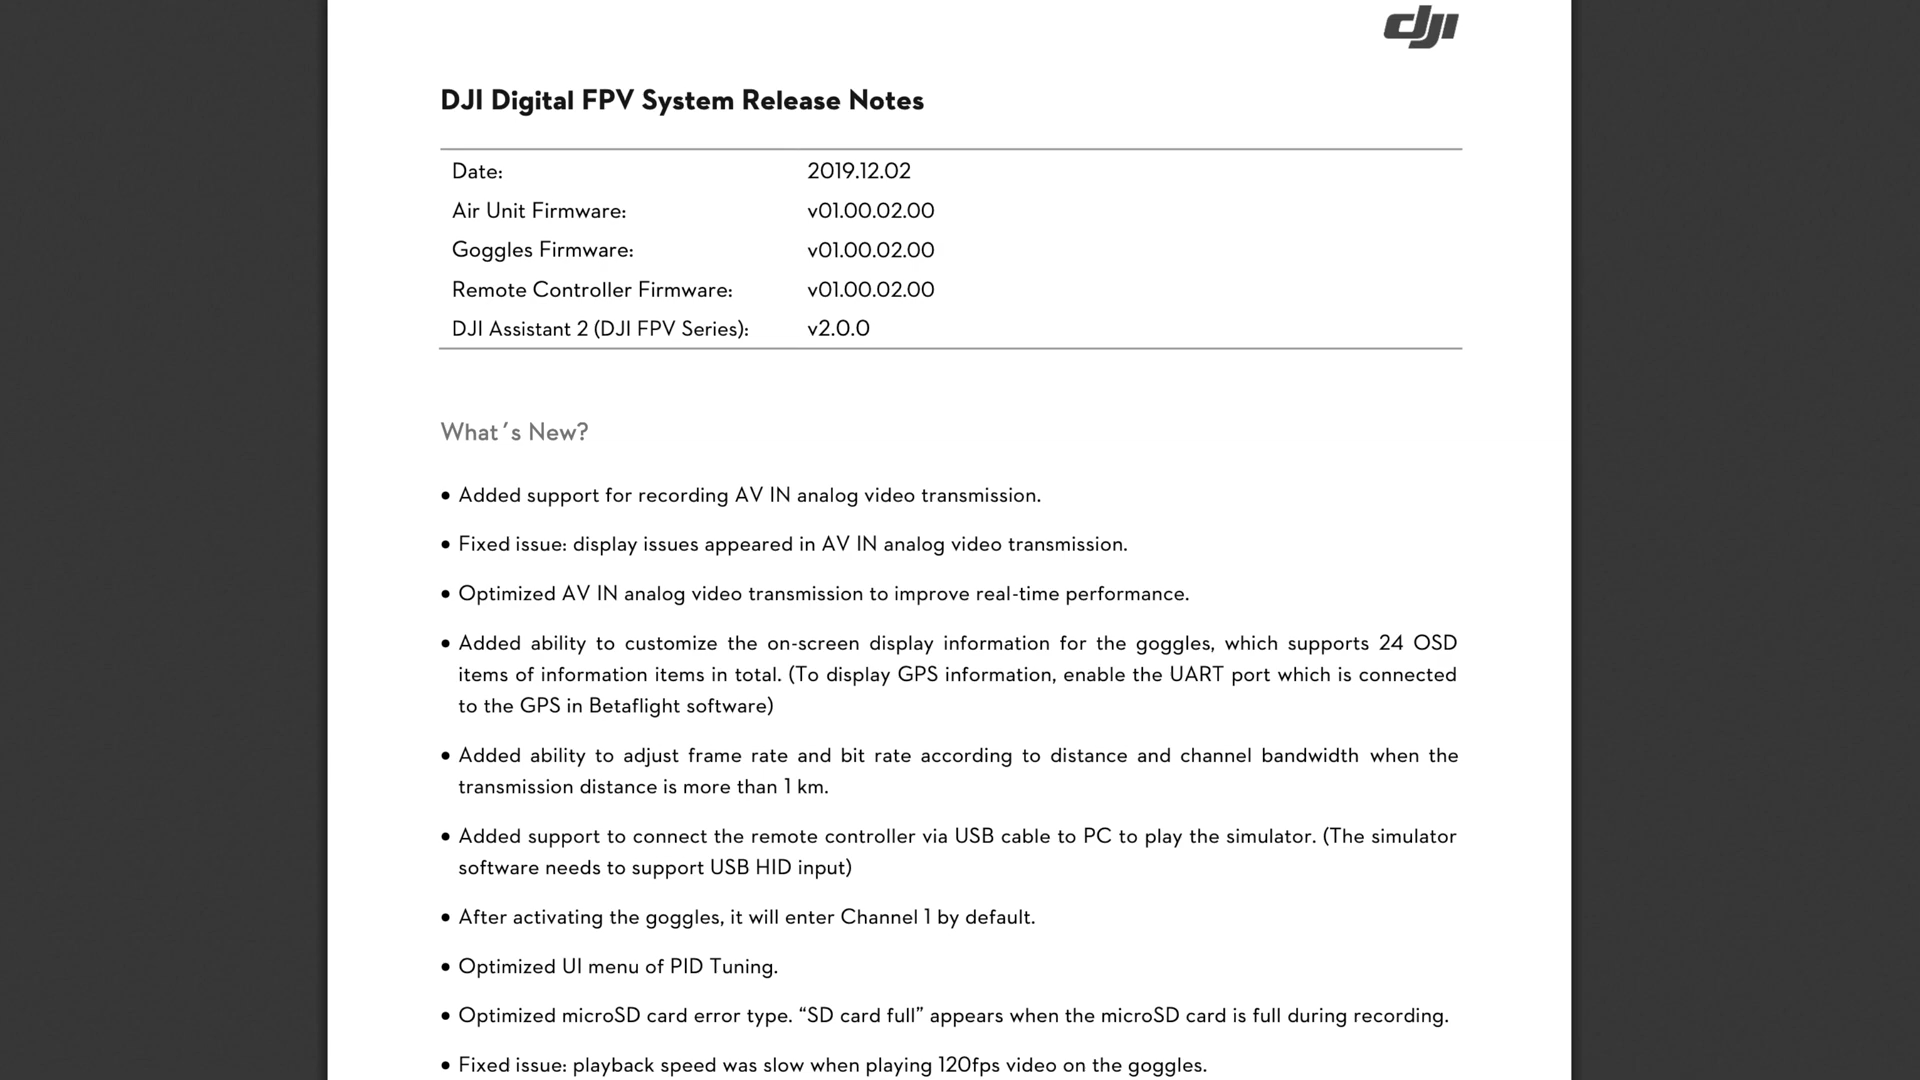 dji
DJI Digital FPV System Release Notes
Date: 2019.12.02
Air Unit Firmware: v01.00.02.00
Goggles Firmware: v01.00.02.00
Remote Controller Firmware: v01.00.02.00
DJI Assistant 2 (DJI FPV Series): v2.0.0
What´s New?
• Added support for recording AV IN analog video transmission.
• Fixed issue: display issues appeared in AV IN analog video transmission.
• Optimized AV IN analog video transmission to improve real-time performance.
• Added ability to customize the on-screen display information for the goggles, which supports 24 OSD
items of information items in total. (To display GPS information, enable the UART port which is connected
to the GPS in Betaflight software)
• Added ability to adjust frame rate and bit rate according to distance and channel bandwidth when the
transmission distance is more than 1 km.
• Added support to connect the remote controller via USB cable to PC to play the simulator. (The simulator
software needs to support USB HID input)
• After activating the goggles, it will enter Channel 1 by default.
• Optimized UI menu of PID Tuning.
• Optimized microSD card error type. “SD card full” appears when the microSD card is full during recording.
• Fixed issue: playback speed was slow when playing 120fps video on the goggles.